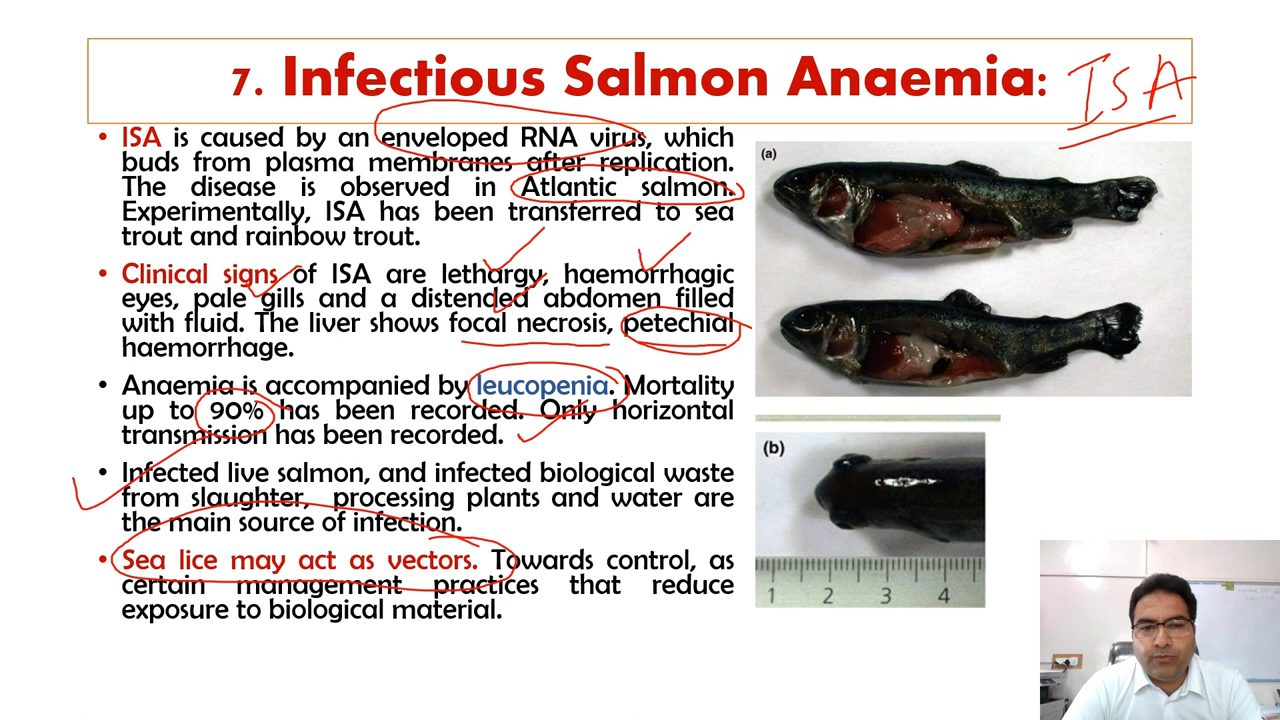 7. Infectious Salmon Anaemia: ISA
• ISA is caused by an enveloped RNA virus, which
buds from plasma membranes after replication.
The disease is observed in Atlantic salmon.
Experimentally, ISA has been transferred to sea
trout and rainbow trout.
• Clinical signs of ISA are lethargy, haemorrhagic
eyes, pale gills and a distended abdomen filled
with fluid. The liver shows focal necrosis, petechial
haemorrhage.
• Anaemia is accompanied by leucopenia. Mortality
up to 90% has been recorded. Only horizontal
transmission has been recorded.
• Infected live salmon, and infected biological waste
from slaughter, processing plants and water are
the main source of infection.
• Sea lice may act as vectors. Towards control, as
certain management practices that reduce
exposure to biological material.
(a)
(b)
1 2 3 4